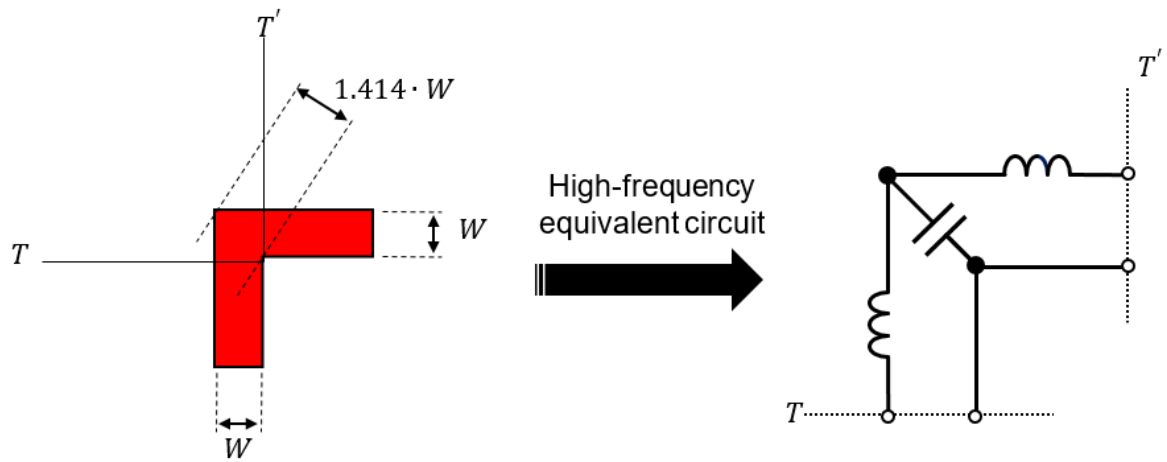 T′
1.414 · W
W
T
W
High-frequency
equivalent circuit
T′
T